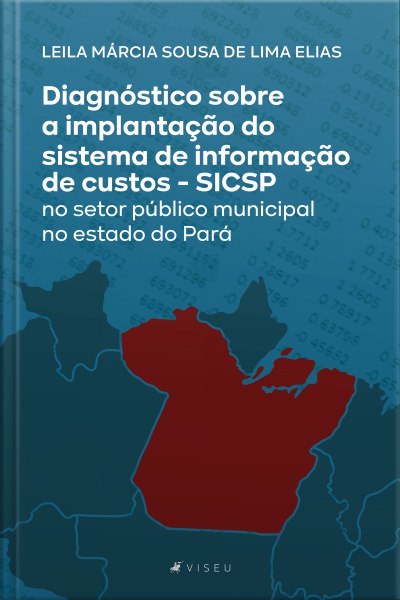 LEILA MÁRCIA SOUSA DE LIMA ELIAS
Diagnóstico sobre
a implantação do
sistema de informação
de custos - SICSP
no setor público municipal
no estado do Pará
VISEU